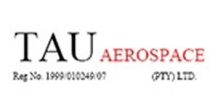 TAU AEROSPACE
Reg No. 1999/010249/07 (PTY) LTD.